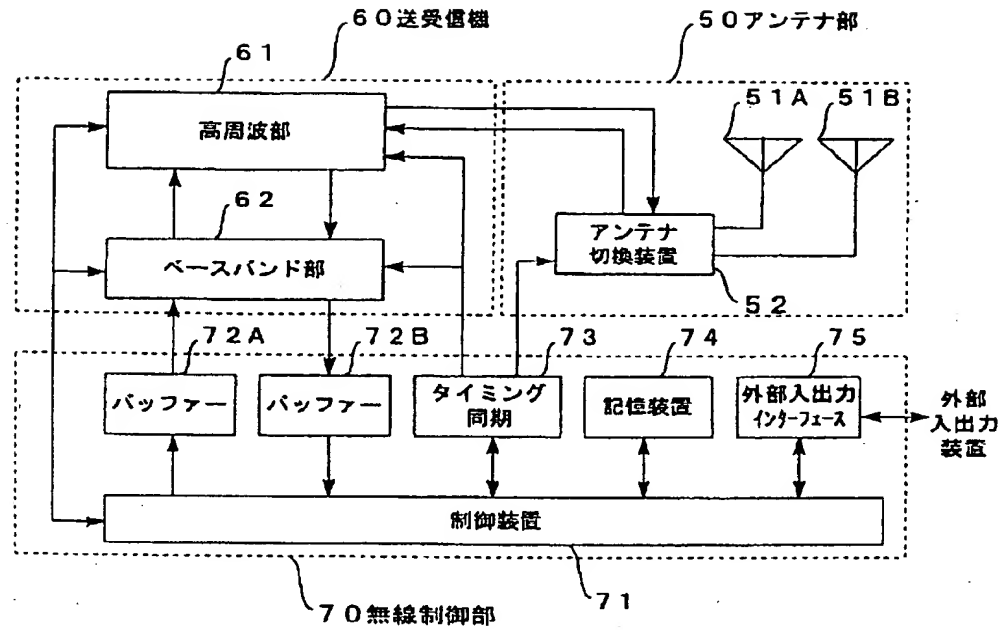 60送受信機
50アンテナ部
61
51A
51B
高周波部
62
アンテナ
切換装置
ベースバンド部
52
72A
72B
73
74
75
バッファー
バッファー
タイミング
同期
記憶装置
外部入出力
インターフェース
外部
入出力
装置
制御装置
70無線制御部
71